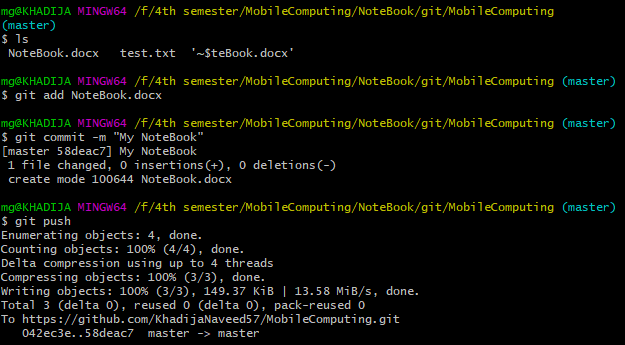 mg@KHADIJA MINGW64 /f/4th semester/MobileComputing/NoteBook/git/MobileComputing
(master)
$ ls
 NoteBook.docx   test.txt  '~$teBook.docx'
mg@KHADIJA MINGW64 /f/4th semester/MobileComputing/NoteBook/git/MobileComputing (master)
$ git add NoteBook.docx
mg@KHADIJA MINGW64 /f/4th semester/MobileComputing/NoteBook/git/MobileComputing (master)
$ git commit -m "My NoteBook"
[master 58deac7] My NoteBook
 1 file changed, 0 insertions(+), 0 deletions(-)
 create mode 100644 NoteBook.docx
mg@KHADIJA MINGW64 /f/4th semester/MobileComputing/NoteBook/git/MobileComputing (master)
$ git push
Enumerating objects: 4, done.
Counting objects: 100% (4/4), done.
Delta compression using up to 4 threads
Compressing objects: 100% (3/3), done.
Writing objects: 100% (3/3), 149.37 KiB | 13.58 MiB/s, done.
Total 3 (delta 0), reused 0 (delta 0), pack-reused 0
To https://github.com/KhadijaNaveed57/MobileComputing.git
   042ec3e..58deac7  master -> master